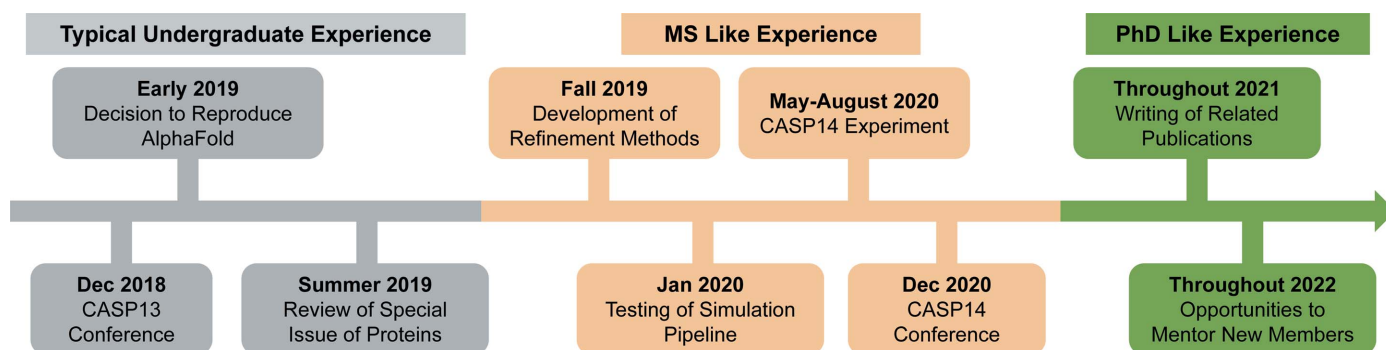 Typical Undergraduate Experience
MS Like Experience
PhD Like Experience
Early 2019
Decision to Reproduce
AlphaFold
Fall 2019
Development of
Refinement Methods
May-August 2020
CASP14 Experiment
Throughout 2021
Writing of Related
Publications
Dec 2018
CASP13
Conference
Summer 2019
Review of Special
Issue of Proteins
Jan 2020
Testing of Simulation
Pipeline
Dec 2020
CASP14
Conference
Throughout 2022
Opportunities to
Mentor New Members